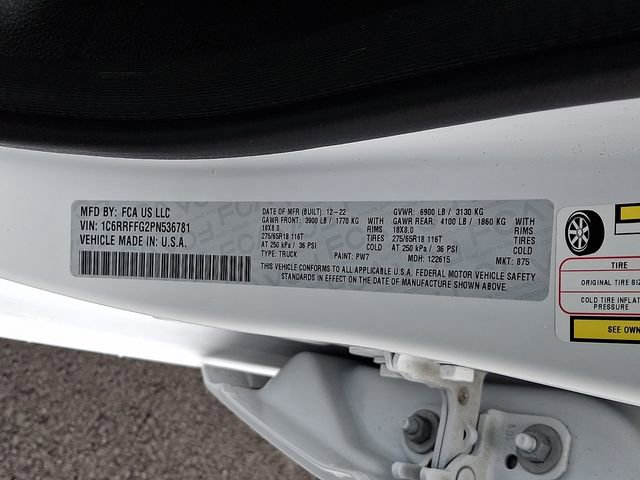 MFD BY: FCA US LLC
VIN: 1C6RRFFG2PN536781
VEHICLE MADE IN U.S.A.
DATE OF MFR (BUILT): 12-22 GVWR: 6900 LB / 3130 KG
GAWR FRONT: 3900 LB / 1770 KG WITH GAWR REAR: 4100 LB / 1860 KG WITH
18X8.0 RIMS 18X8.0 RIMS
275/65R18 116T TIRES 275/65R18 116T TIRES
AT 250 kPa / 36 PSI COLD AT 250 kPa / 36 PSI COLD
TYPE: TRUCK PAINT: PW7 MDH: 122615 MKT: 875
THIS VEHICLE CONFORMS TO ALL APPLICABLE U.S.A. FEDERAL MOTOR VEHICLE SAFETY
STANDARDS IN EFFECT ON THE DATE OF MANUFACTURE SHOWN ABOVE.
TIRE
ORIGINAL TIRE
COLD TIRE
PRESSURE
SEE